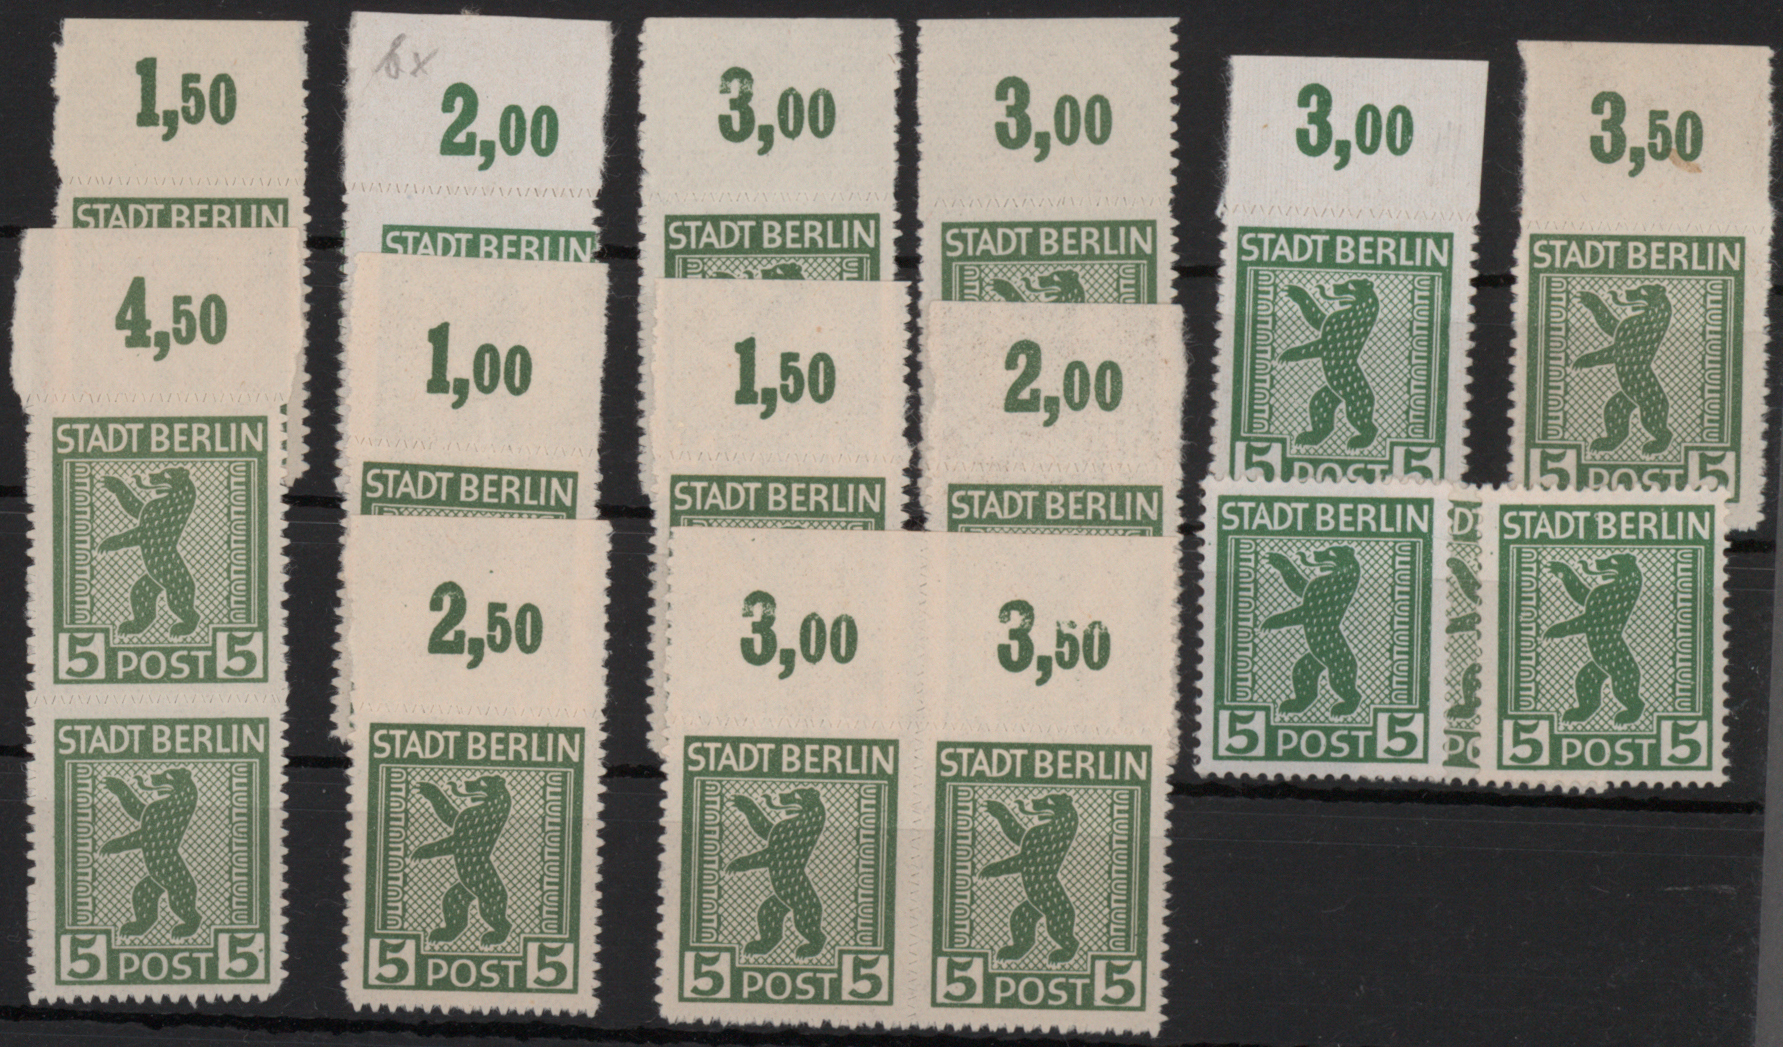 1,50
bx
2,00
3,00
3,00
3,00
3,50
STADT BERLIN
STADT BERLIN
STADT BERLIN
STADT BERLIN
STADT BERLIN
5 POST 5
STADT BERLIN
5 POST 5
4,50
STADT BERLIN
5 POST 5
STADT BERLIN
5 POST 5
1,00
STADT BERLIN
1,50
STADT BERLIN
2,00
STADT BERLIN
2,50
STADT BERLIN
5 POST 5
3,00
3,50
STADT BERLIN
5 POST 5
STADT BERLIN
5 POST 5
STADT BERLIN
5 POST 5
STADT BERLIN
5 POST 5